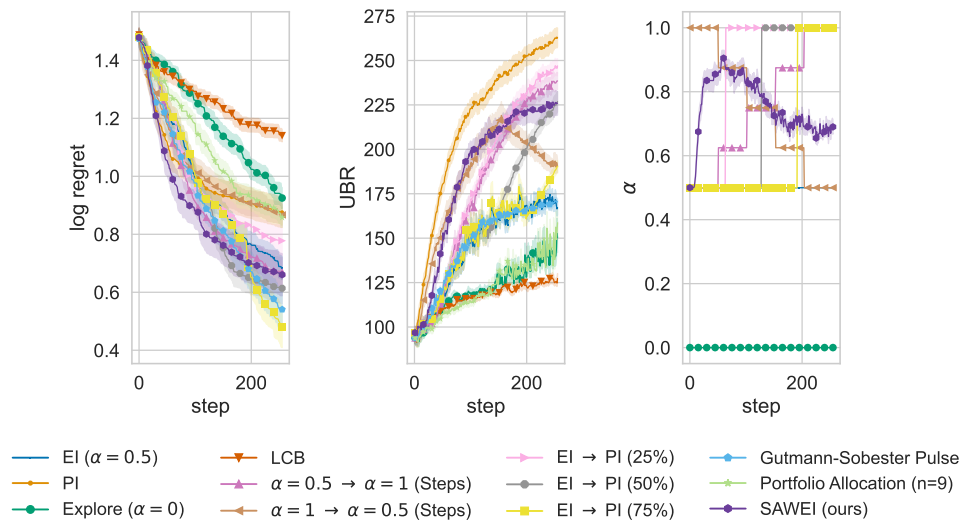 log regret
1.4
1.2
1.0
0.8
0.6
0.4
0
200
step
UBR
275
250
225
200
175
150
125
100
0
200
step
α
1.0
0.8
0.6
0.4
0.2
0.0
0
200
step
EI (α = 0.5)
PI
Explore (α = 0)
LCB
α = 0.5 → α = 1 (Steps)
α = 1 → α = 0.5 (Steps)
EI → PI (25%)
EI → PI (50%)
EI → PI (75%)
Gutmann-Sobester Pulse
Portfolio Allocation (n=9)
SAWEI (ours)